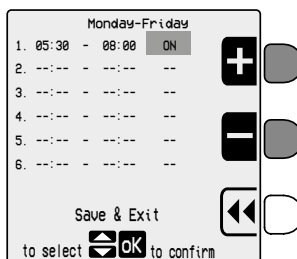 Monday-Friday
1. 05:30 - 08:00 ON
2. --:-- - --:-- --
3. --:-- - --:-- --
4. --:-- - --:-- --
5. --:-- - --:-- --
6. --:-- - --:-- --
Save & Exit
to select OK to confirm